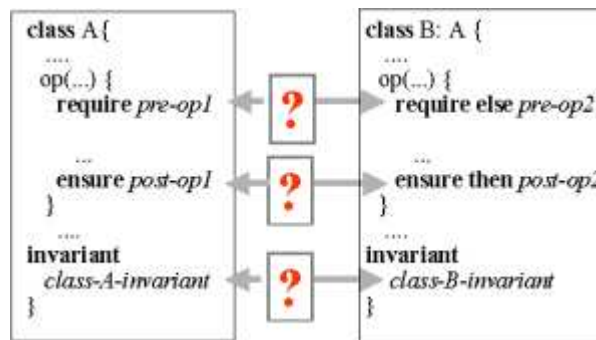 class A{
....
op(...) {
require pre-op1
...
ensure post-op1
}
....
invariant
class-A-invariant
}
?
?
?
class B: A {
....
op(...) {
require else pre-op2
...
ensure then post-op2
}
....
invariant
class-B-invariant
}